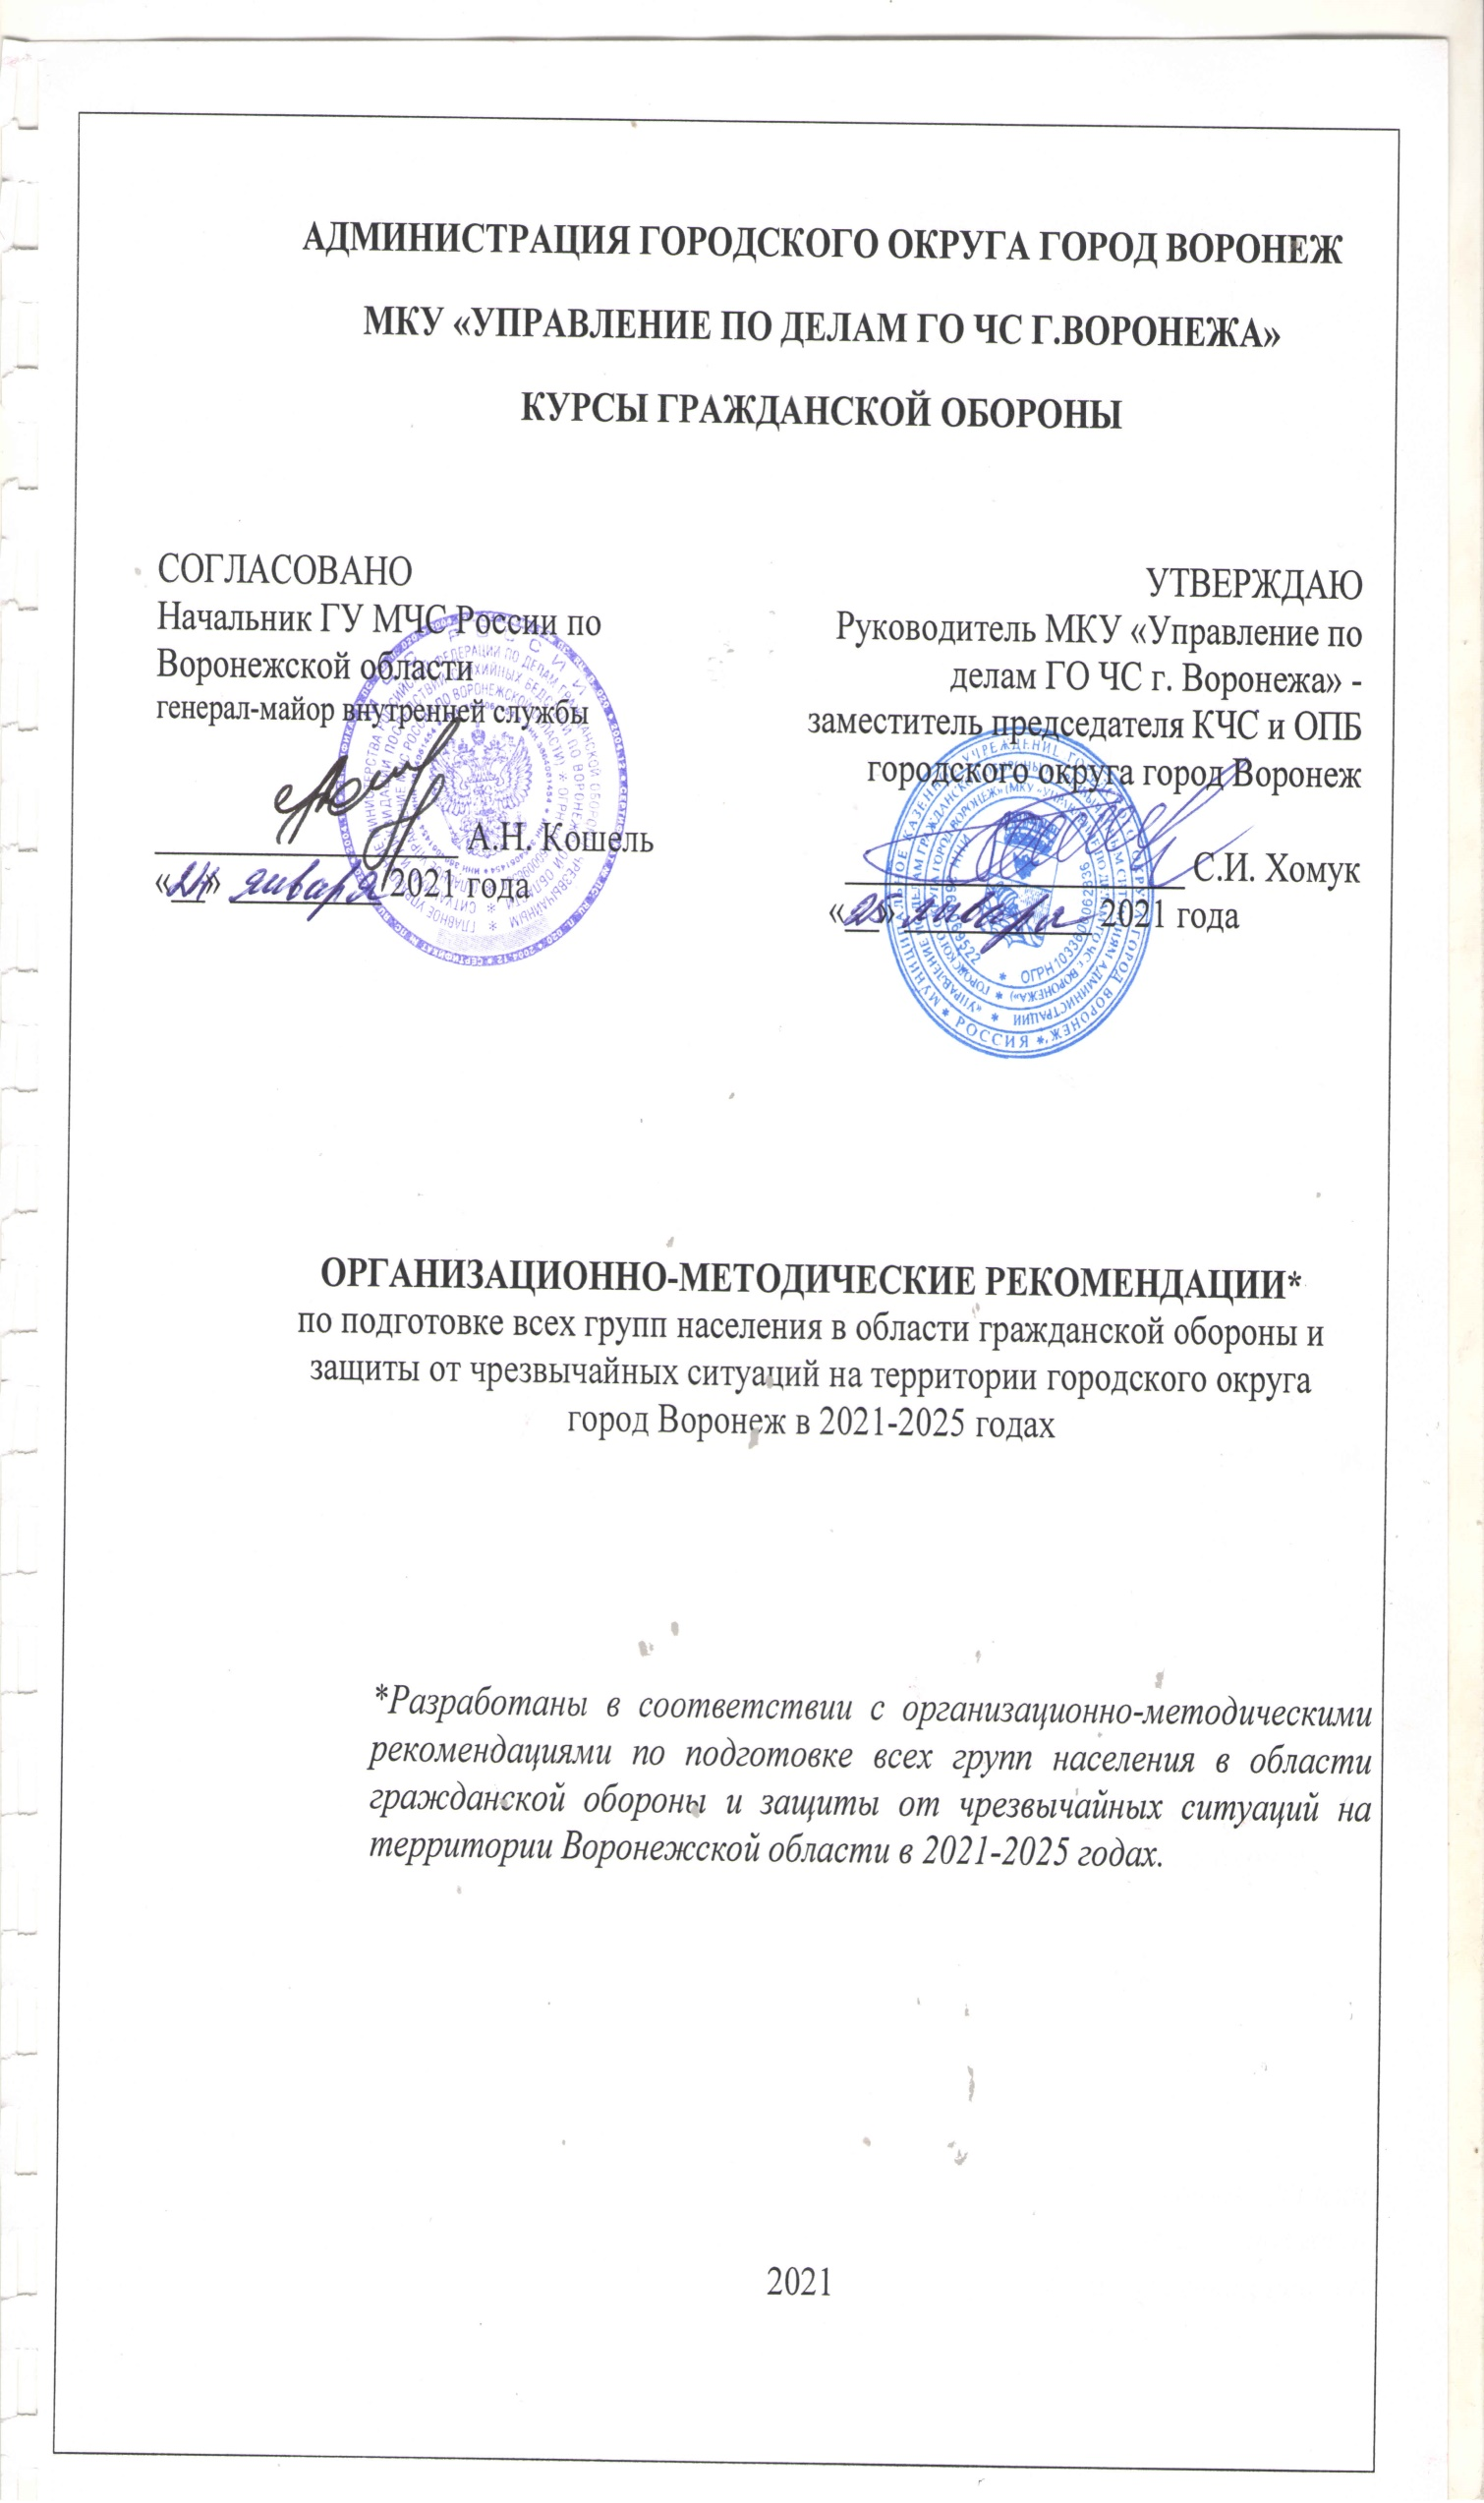 АДМИНИСТРАЦИЯ ГОРОДСКОГО ОКРУГА ГОРОД ВОРОНЕЖ
МКУ «УПРАВЛЕНИЕ ПО ДЕЛАМ ГО ЧС Г.ВОРОНЕЖА»
КУРСЫ ГРАЖДАНСКОЙ ОБОРОНЫ
СОГЛАСОВАНО
Начальник ГУ МЧС России по
Воронежской области
генерал-майор внутренней службы
А.Н. Кошель
«21» января 2021 года
УТВЕРЖДАЮ
Руководитель МКУ «Управление по
делам ГО ЧС г. Воронежа» -
заместитель председателя КЧС и ОПБ
городского округа город Воронеж
С.И. Хомук
«25» января 2021 года
ОРГАНИЗАЦИОННО-МЕТОДИЧЕСКИЕ РЕКОМЕНДАЦИИ*
по подготовке всех групп населения в области гражданской обороны и
защиты от чрезвычайных ситуаций на территории городского округа
город Воронеж в 2021-2025 годах
*Разработаны в соответствии с организационно-методическими
рекомендациями по подготовке всех групп населения в области
гражданской обороны и защиты от чрезвычайных ситуаций на
территории Воронежской области в 2021-2025 годах.
2021